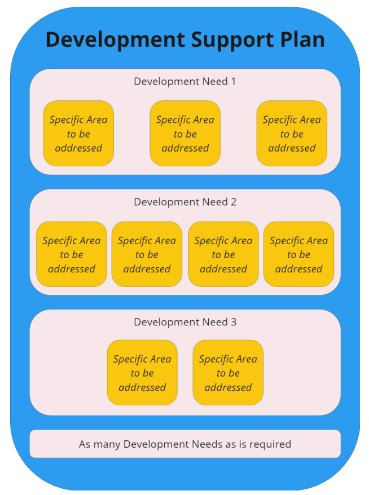 Development Support Plan
Development Need 1
Specific Area
to be
addressed
Specific Area
to be
addressed
Specific Area
to be
addressed
Development Need 2
Specific Area
to be
addressed
Specific Area
to be
addressed
Specific Area
to be
addressed
Specific Area
to be
addressed
Development Need 3
Specific Area
to be
addressed
Specific Area
to be
addressed
As many Development Needs as is required